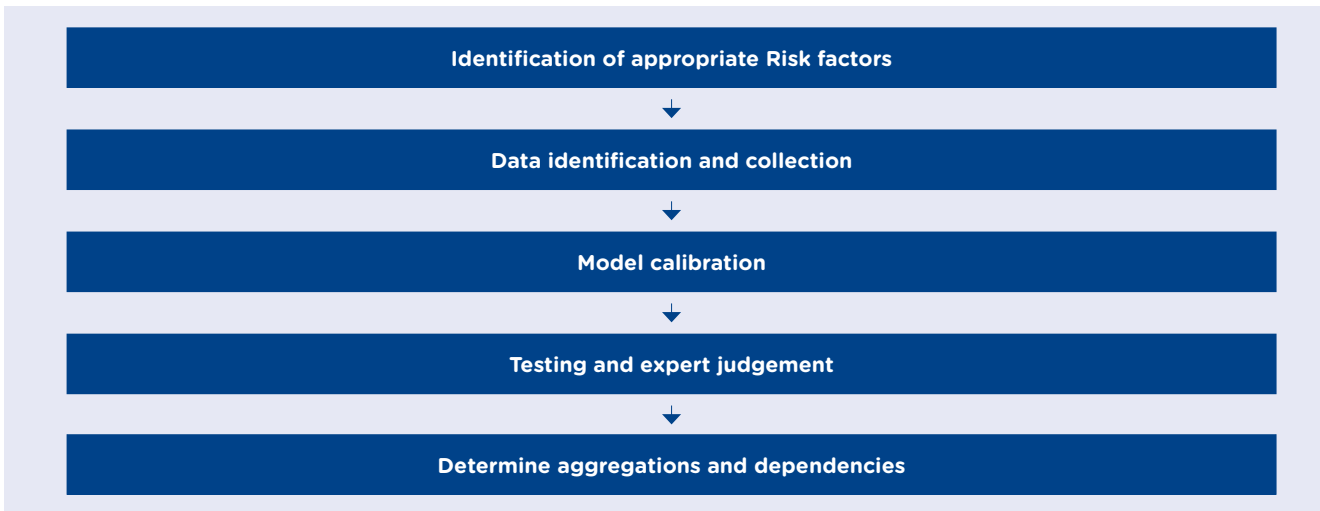 Identification of appropriate Risk factors
Data identification and collection
Model calibration
Testing and expert judgement
Determine aggregations and dependencies